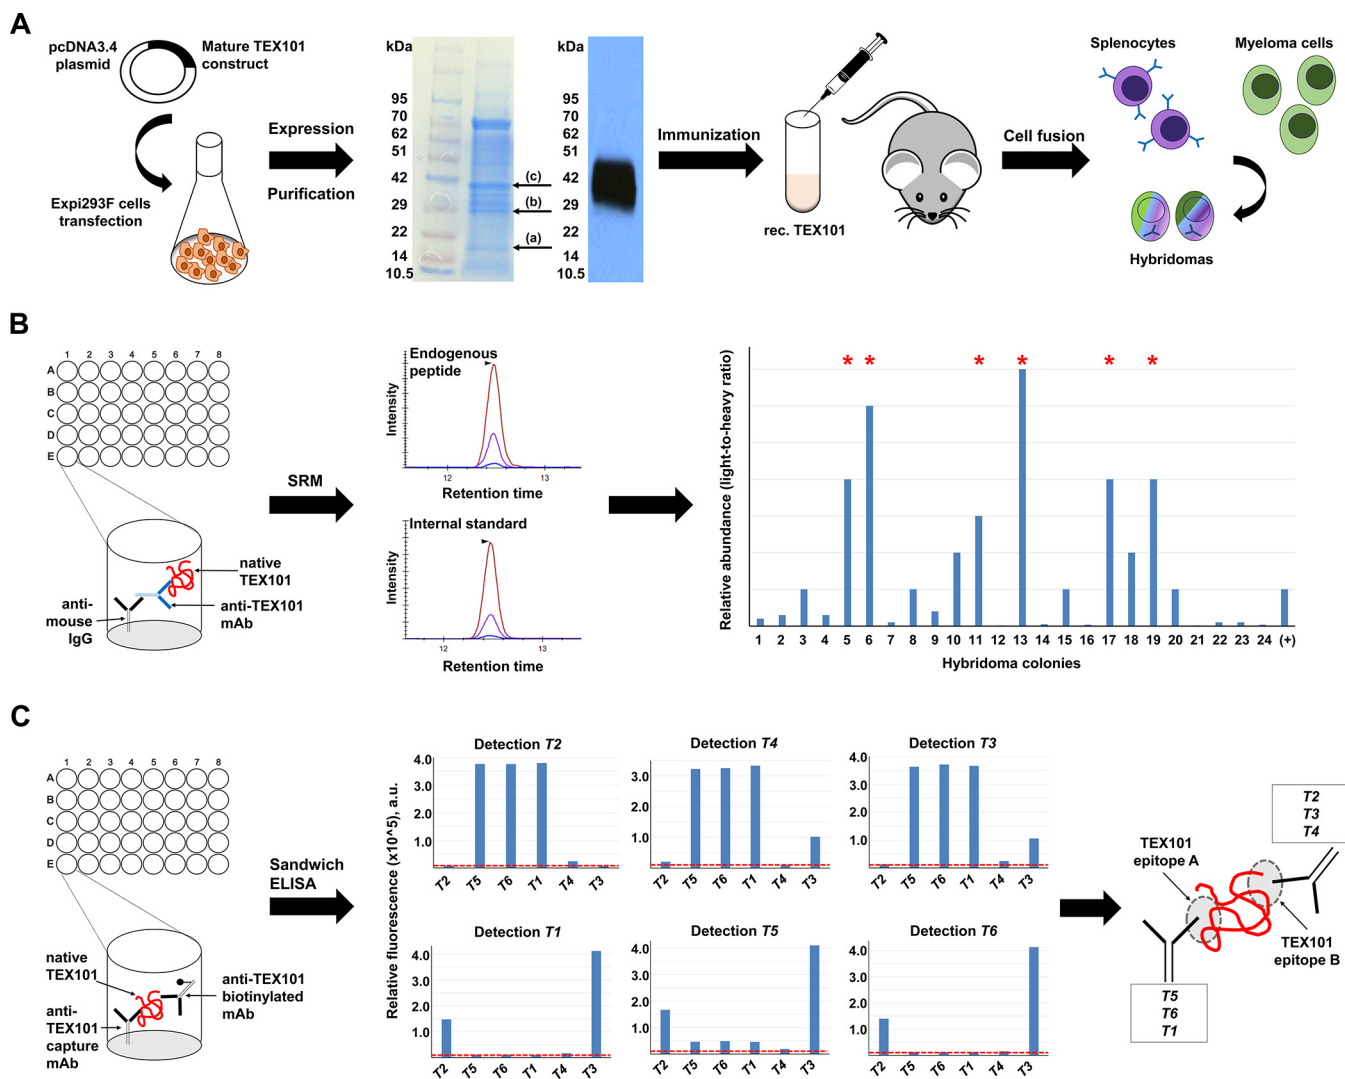 A
pcDNA3.4
plasmid
Mature TEX101
construct
Expi293F cells
transfection
Expression
Purification
kDa
95
70
62
51
42
29
22
14
10.5
(c)
(b)
(a)
kDa
95
70
62
51
42
29
22
14
10.5
Immunization
rec. TEX101
Cell fusion
Splenocytes
Myeloma cells
Hybridomas
B
1 2 3 4 5 6 7 8
A
B
C
D
E
native
TEX101
anti-
mouse
IgG
anti-TEX101
mAb
SRM
Endogenous
peptide
Intensity
12 13
Retention time
Internal standard
Intensity
12 13
Retention time
Relative abundance (light-to-heavy ratio)
* * * * * *
1 2 3 4 5 6 7 8 9 10 11 12 13 14 15 16 17 18 19 20 21 22 23 24 (+)
Hybridoma colonies
C
1 2 3 4 5 6 7 8
A
B
C
D
E
native
TEX101
anti-
TEX101
capture
mAb
anti-TEX101
biotinylated
mAb
Sandwich
ELISA
Relative fluorescence (x10^5), a.u.
Detection T2
4.0
3.0
2.0
1.0
T2 T5 T6 T1 T4 T3
Detection T4
3.0
2.0
1.0
T2 T5 T6 T1 T4 T3
Detection T3
4.0
3.0
2.0
1.0
T2 T5 T6 T1 T4 T3
Detection T1
4.0
3.0
2.0
1.0
T2 T5 T6 T1 T4 T3
Detection T5
4.0
3.0
2.0
1.0
T2 T5 T6 T1 T4 T3
Detection T6
4.0
3.0
2.0
1.0
T2 T5 T6 T1 T4 T3
T2
T3
T4
TEX101
epitope A
TEX101
epitope B
T5
T6
T1